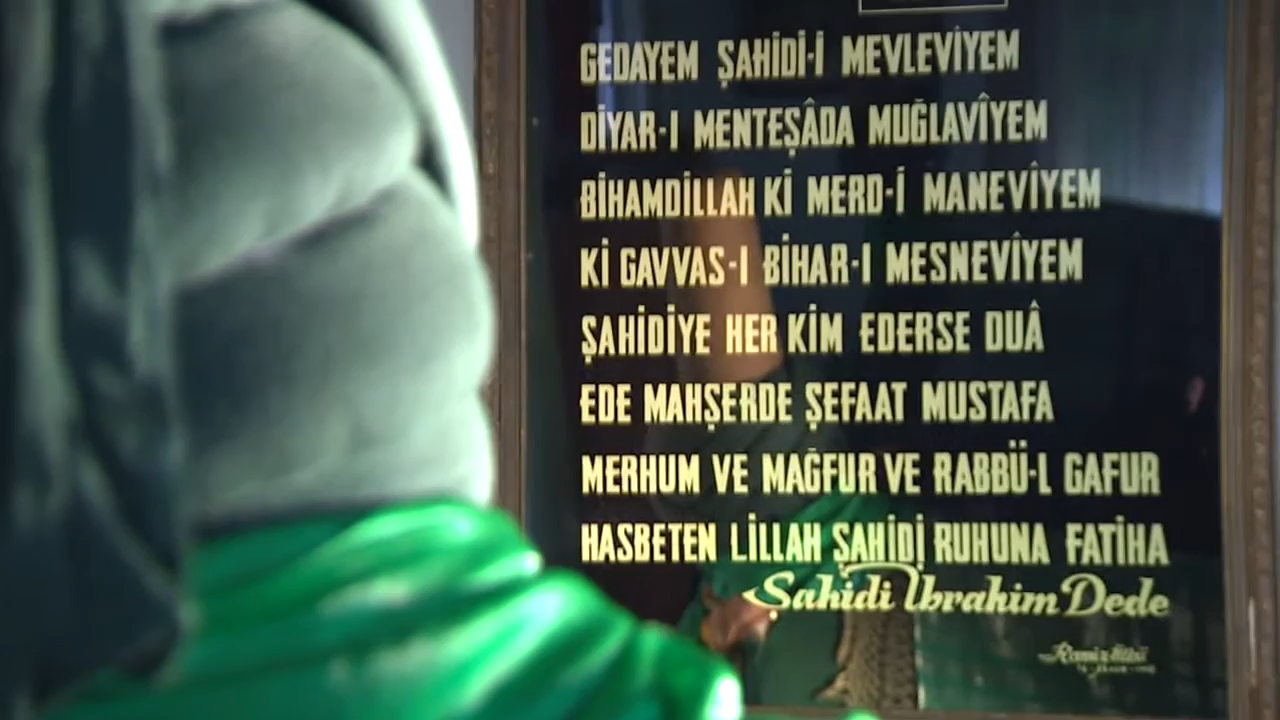 GEDAYEM ŞAHİDİ-İ MEVLEVİYEM
DİYAR-I MENTEŞÂDA MUĞLAVÎYEM
BİHAMDİLLAH Kİ MERD-İ MANEVİYEM
Kİ GAVVAS-I BİHAR-I MESNEVÎYEM
ŞAHİDİYE HER KİM EDERSE DUÂ
EDE MAHŞERDE ŞEFAAT MUSTAFA
MERHUM VE MAĞFUR VE RABBÜ-L GAFUR
HASBETEN LİLLAH ŞAHİDİ RUHUNA FATİHA
Şahidi İbrahim Dede